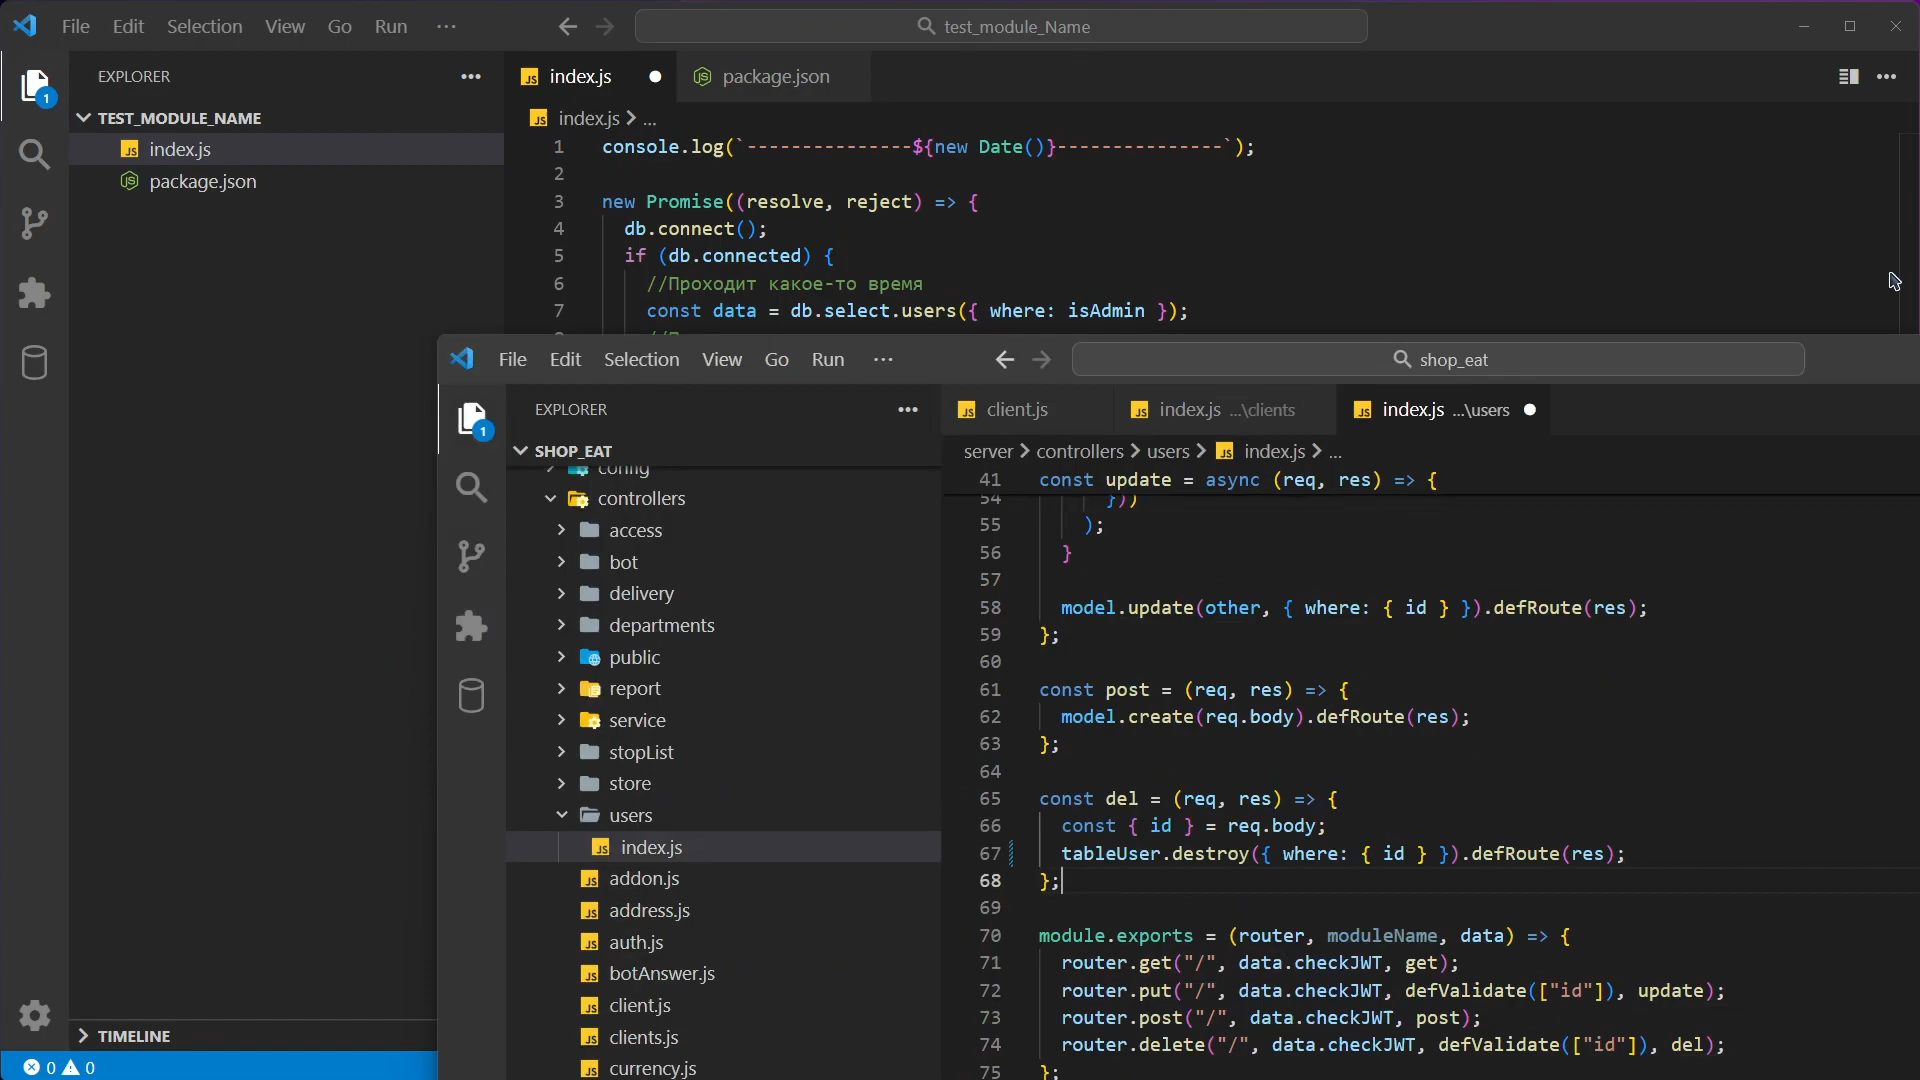 File Edit Selection View Go Run ···
test_module_Name
EXPLORER
index.js
package.json
1
TEST_MODULE_NAME
index.js
package.json
index.js > ...
1 console.log(`---------------${new Date()}---------------`);
2
3 new Promise((resolve, reject) => {
4 db.connect();
5 if (db.connected) {
6 //Проходит какое-то время
7 const data = db.select.users({ where: isAdmin });
TIMELINE
0 0
File Edit Selection View Go Run ···
shop_eat
EXPLORER
client.js
index.js ...\clients
index.js ...\users
1
SHOP_EAT
config
controllers
access
bot
delivery
departments
public
report
service
stopList
store
users
index.js
addon.js
address.js
auth.js
botAnswer.js
client.js
clients.js
currency.js
server > controllers > users > index.js > ...
41 const update = async (req, res) => {
54 }))
55 );
56 }
57
58 model.update(other, { where: { id } }).defRoute(res);
59 };
60
61 const post = (req, res) => {
62 model.create(req.body).defRoute(res);
63 };
64
65 const del = (req, res) => {
66 const { id } = req.body;
67 tableUser.destroy({ where: { id } }).defRoute(res);
68 };
69
70 module.exports = (router, moduleName, data) => {
71 router.get("/", data.checkJWT, get);
72 router.put("/", data.checkJWT, defValidate(["id"]), update);
73 router.post("/", data.checkJWT, post);
74 router.delete("/", data.checkJWT, defValidate(["id"]), del);
75 };